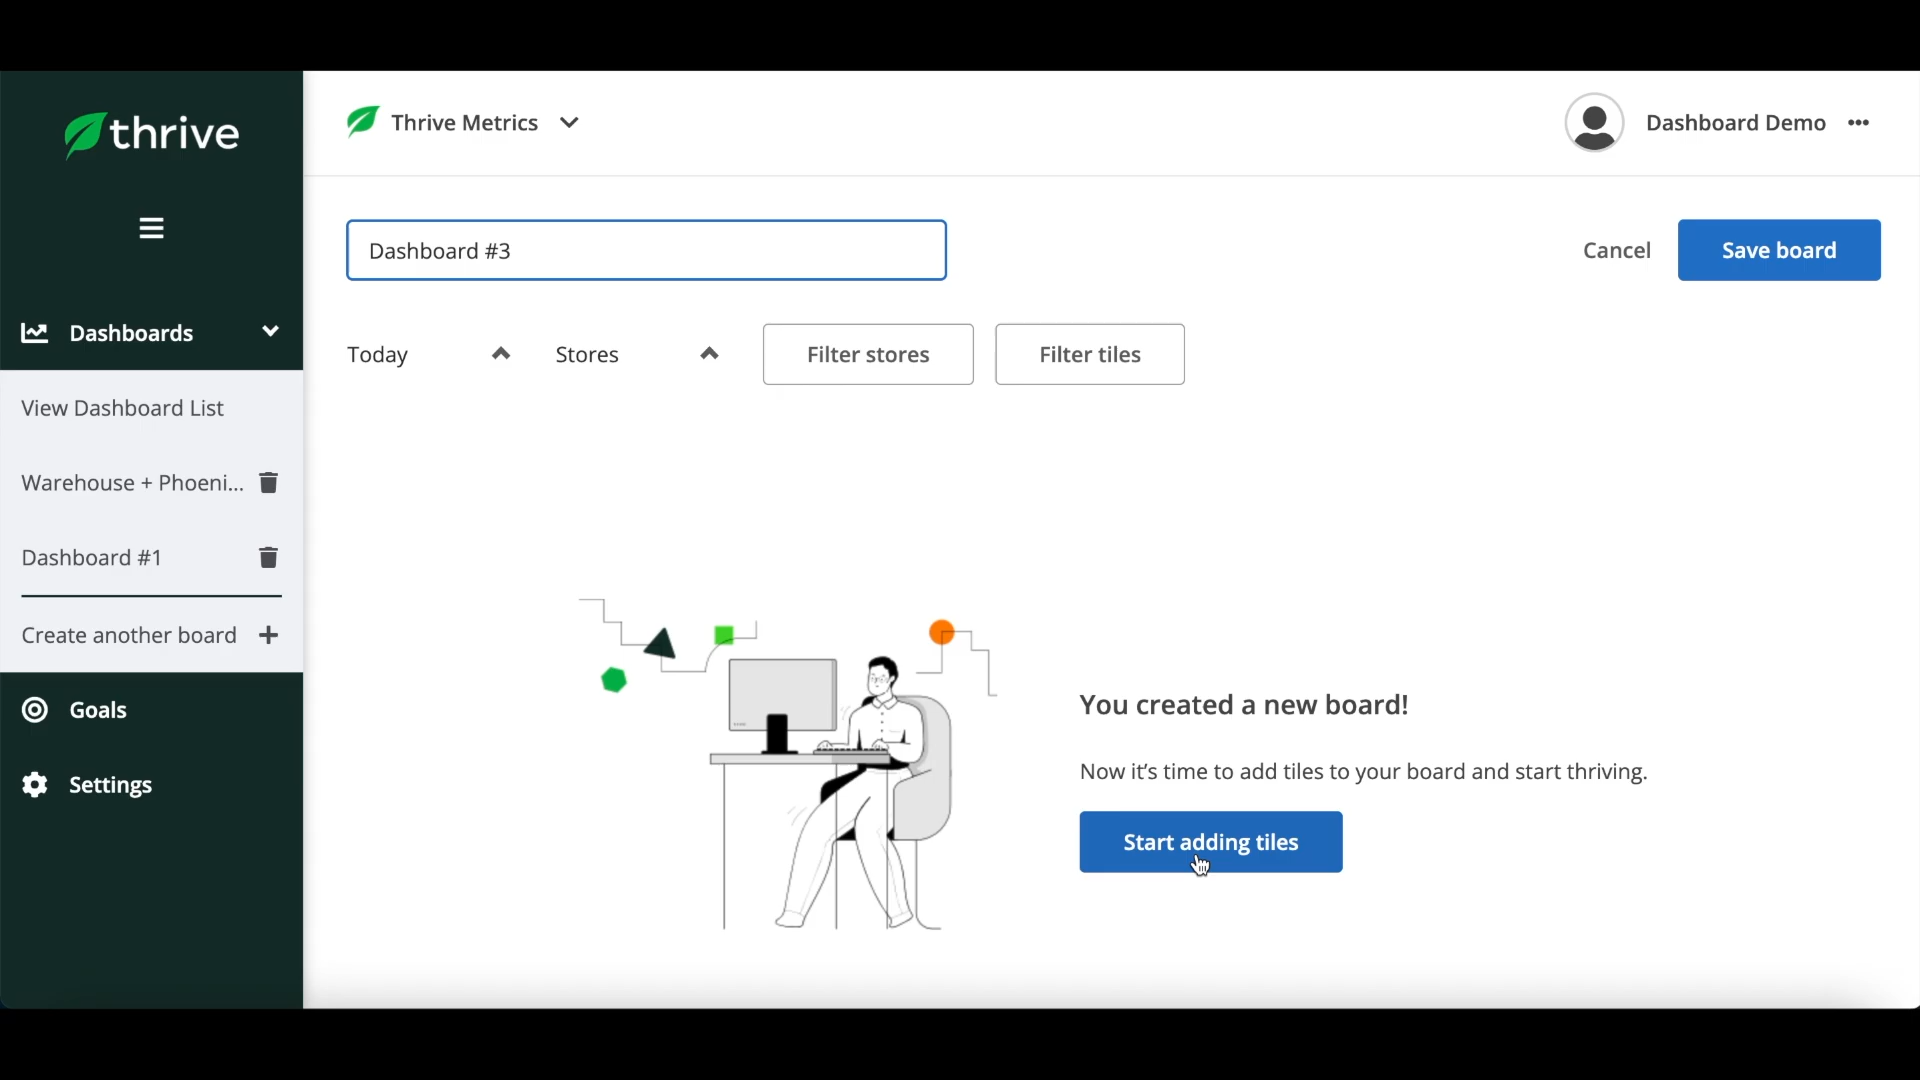 thrive
Thrive Metrics
Dashboard Demo
Dashboard #3
Cancel
Save board
Dashboards
Today
Stores
Filter stores
Filter tiles
View Dashboard List
Warehouse + Phoeni...
Dashboard #1
Create another board
Goals
Settings
You created a new board!
Now it's time to add tiles to your board and start thriving.
Start adding tiles